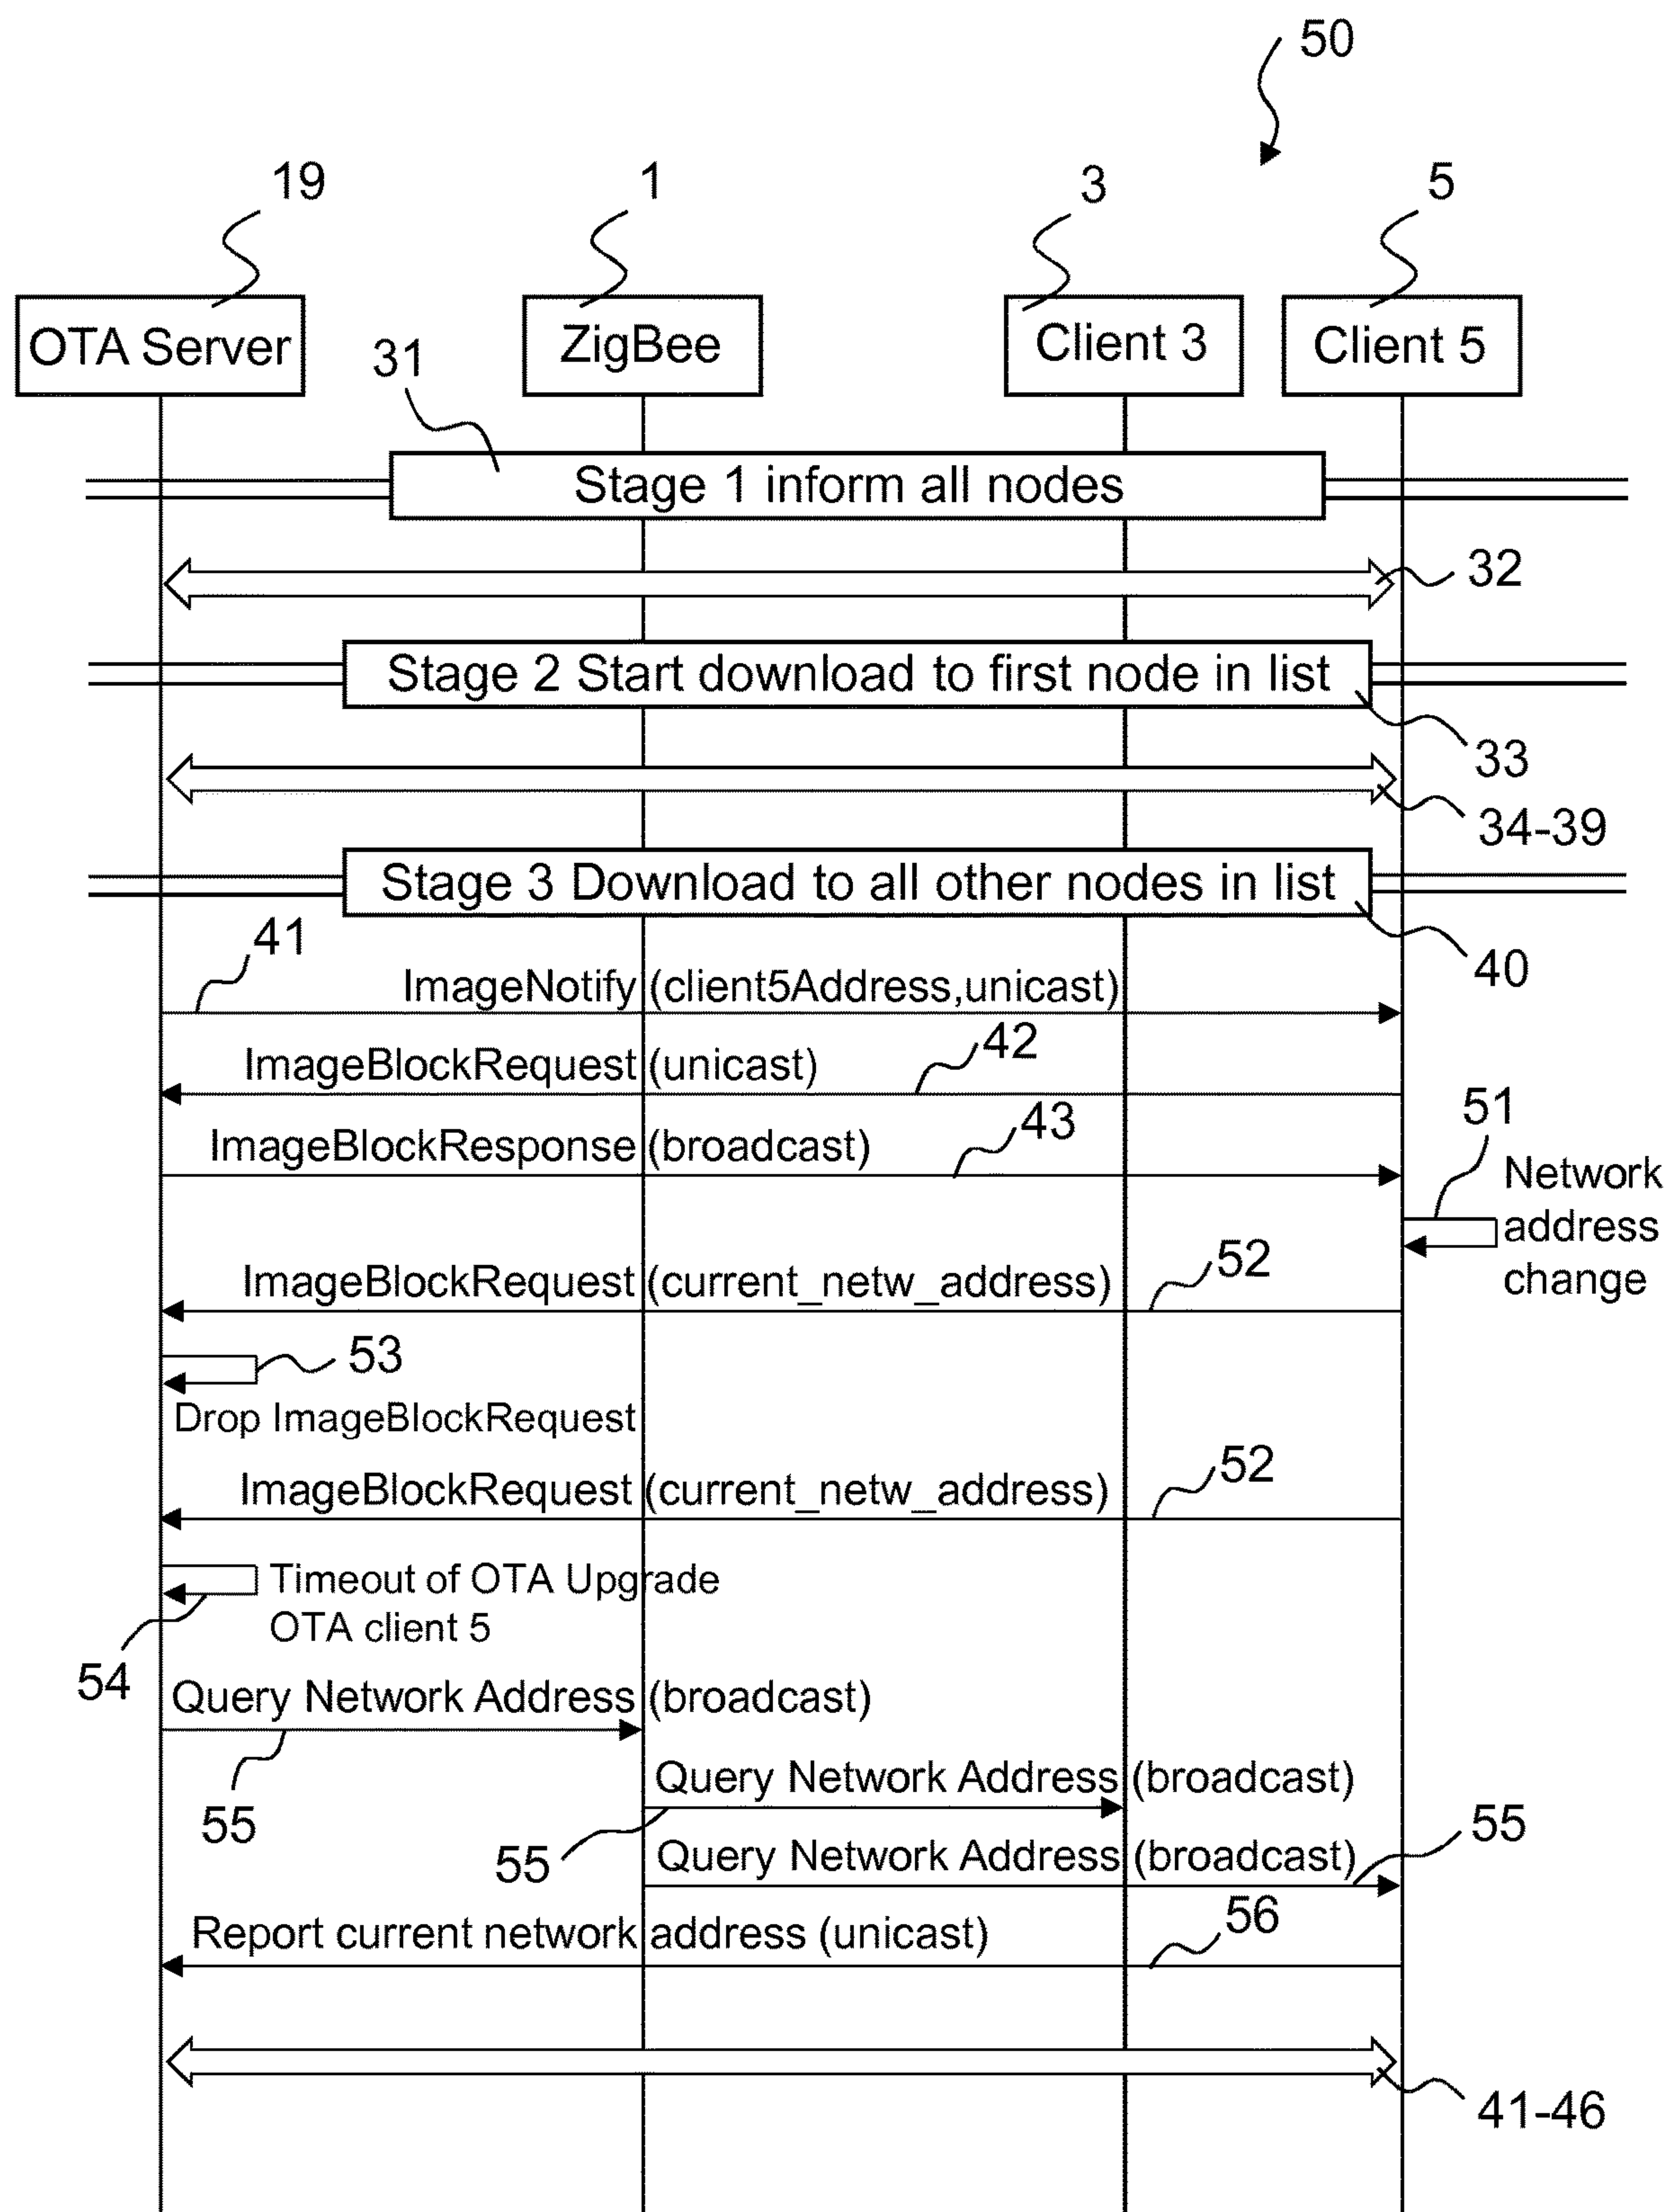 50
19
1
3
5
OTA Server
ZigBee
Client 3
Client 5
31
Stage 1 inform all nodes
32
Stage 2 Start download to first node in list
33
34-39
Stage 3 Download to all other nodes in list
40
41
ImageNotify (client5Address,unicast)
ImageBlockRequest (unicast)
42
ImageBlockResponse (broadcast)
43
51
Network
address
change
ImageBlockRequest (current_netw_address)
52
53
Drop ImageBlockRequest
ImageBlockRequest (current_netw_address)
52
Timeout of OTA Upgrade
OTA client 5
54
Query Network Address (broadcast)
55
Query Network Address (broadcast)
55
Query Network Address (broadcast)
55
Report current network address (unicast)
56
41-46